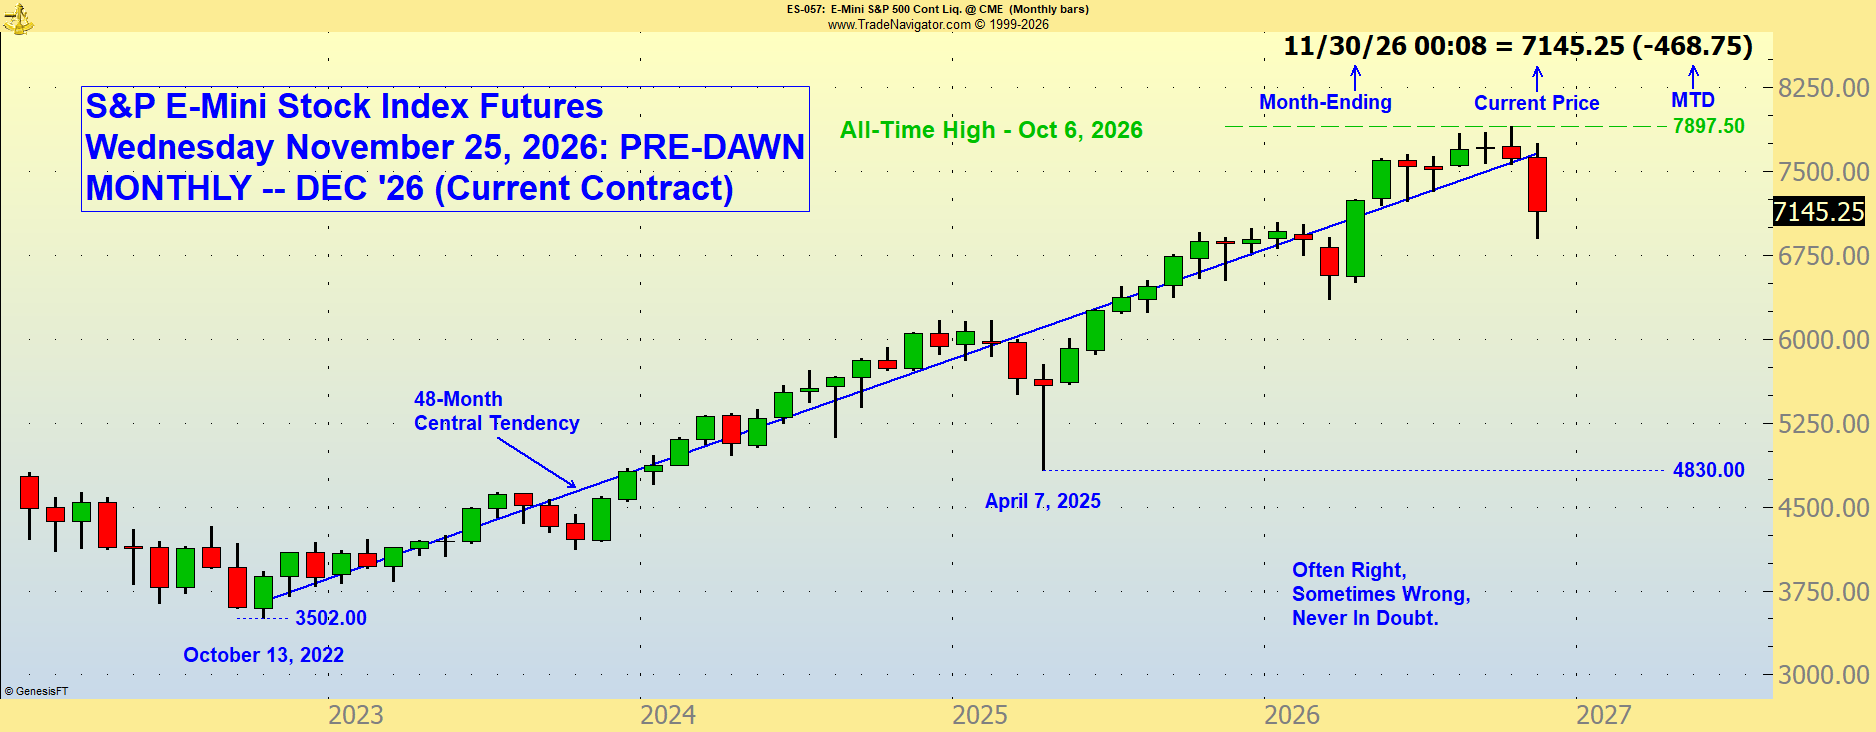 ES-057: E-Mini S&P 500 Cont Liq. @ CME (Monthly bars)
www.TradeNavigator.com © 1999-2026
11/30/26 00:08 = 7145.25 (-468.75)
Month-Ending
Current Price
MTD
S&P E-Mini Stock Index Futures
Wednesday November 25, 2026: PRE-DAWN
MONTHLY -- DEC '26 (Current Contract)
All-Time High - Oct 6, 2026
7897.50
8250.00
7500.00
7145.25
6750.00
6000.00
5250.00
4500.00
3750.00
3000.00
48-Month
Central Tendency
4830.00
April 7, 2025
Often Right,
Sometimes Wrong,
Never In Doubt.
3502.00
October 13, 2022
© GenesisFT
2023
2024
2025
2026
2027